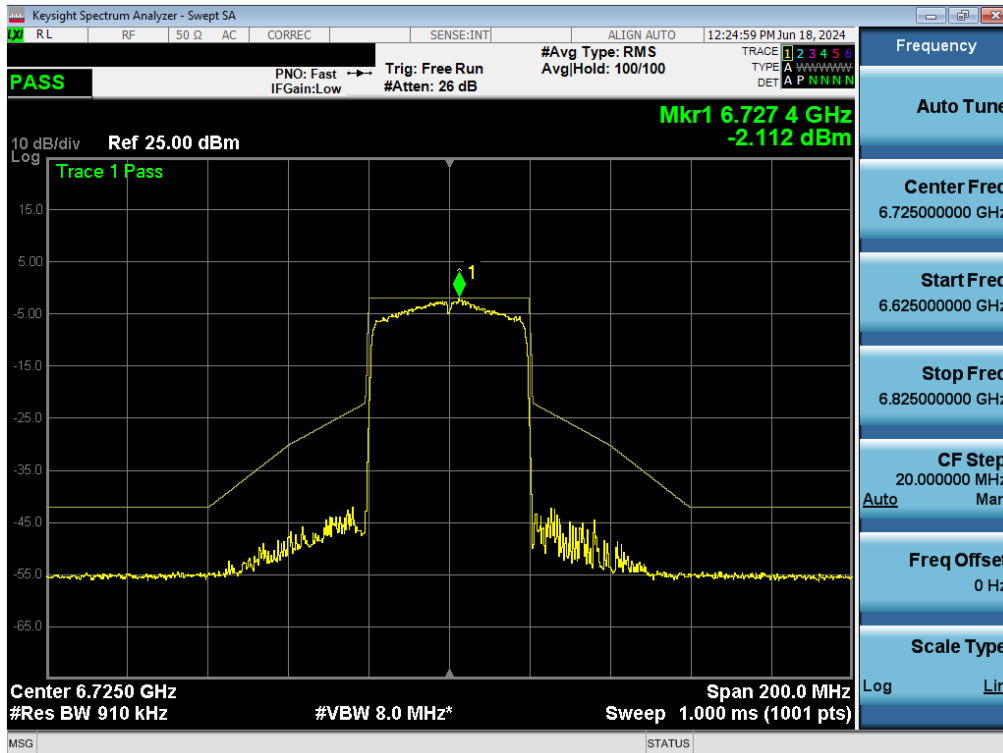 Keysight Spectrum Analyzer - Swept SA
LXI RL RF 50 Ω AC CORREC SENSE:INT ALIGN AUTO 12:24:59 PM Jun 18, 2024
PASS
PNO: Fast
IFGain:Low
Trig: Free Run
#Atten: 26 dB
#Avg Type: RMS
Avg|Hold: 100/100
TRACE 1 2 3 4 5 6
TYPE A WWWWW
DET A P N N N N
Mkr1 6.727 4 GHz
-2.112 dBm
10 dB/div Ref 25.00 dBm
Log
Trace 1 Pass
15.0
5.00
-5.00
-15.0
-25.0
-35.0
-45.0
-55.0
-65.0
1
Center 6.7250 GHz
Span 200.0 MHz
#Res BW 910 kHz
#VBW 8.0 MHz*
Sweep 1.000 ms (1001 pts)
MSG
STATUS
Frequency
Auto Tune
Center Freq
6.725000000 GHz
Start Freq
6.625000000 GHz
Stop Freq
6.825000000 GHz
CF Step
20.000000 MHz
Auto Man
Freq Offset
0 Hz
Scale Type
Log Lin